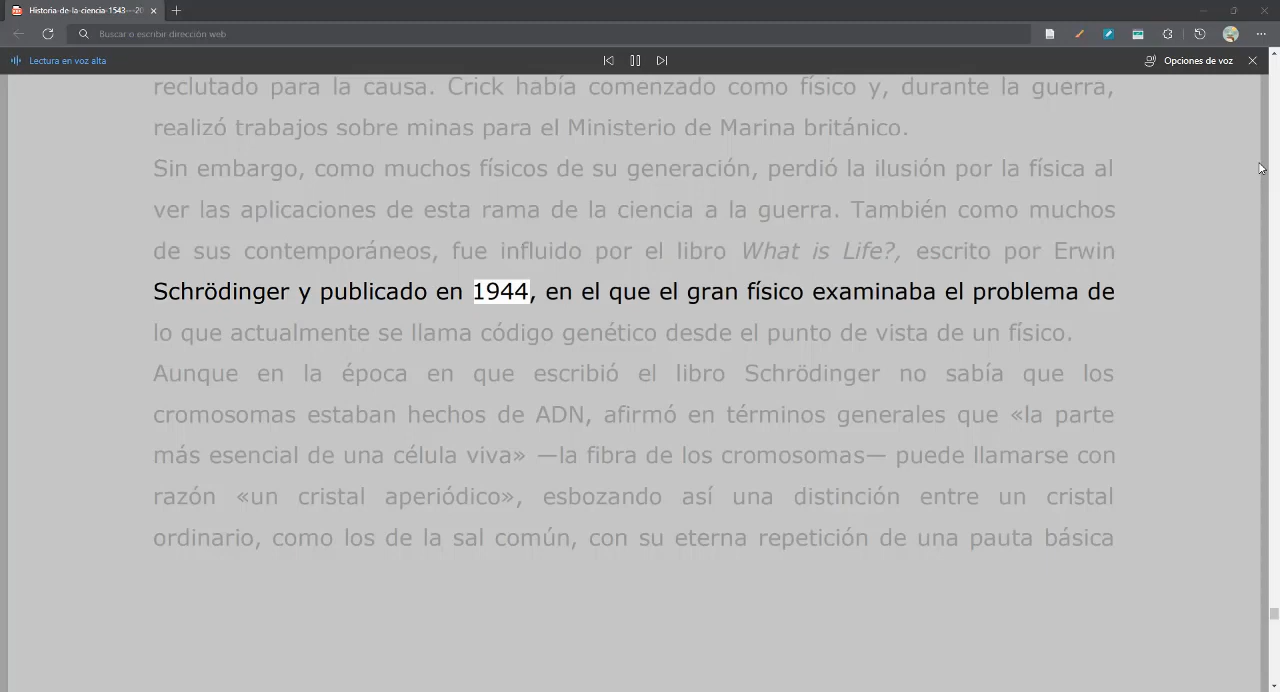 Historia-de-la-ciencia-1543---20
Buscar o escribir dirección web
Lectura en voz alta
Opciones de voz
reclutado para la causa. Crick había comenzado como físico y, durante la guerra,
realizó trabajos sobre minas para el Ministerio de Marina británico.
Sin embargo, como muchos físicos de su generación, perdió la ilusión por la física al
ver las aplicaciones de esta rama de la ciencia a la guerra. También como muchos
de sus contemporáneos, fue influido por el libro What is Life?, escrito por Erwin
Schrödinger y publicado en 1944, en el que el gran físico examinaba el problema de
lo que actualmente se llama código genético desde el punto de vista de un físico.
Aunque en la época en que escribió el libro Schrödinger no sabía que los
cromosomas estaban hechos de ADN, afirmó en términos generales que «la parte
más esencial de una célula viva» —la fibra de los cromosomas— puede llamarse con
razón «un cristal aperiódico», esbozando así una distinción entre un cristal
ordinario, como los de la sal común, con su eterna repetición de una pauta básica